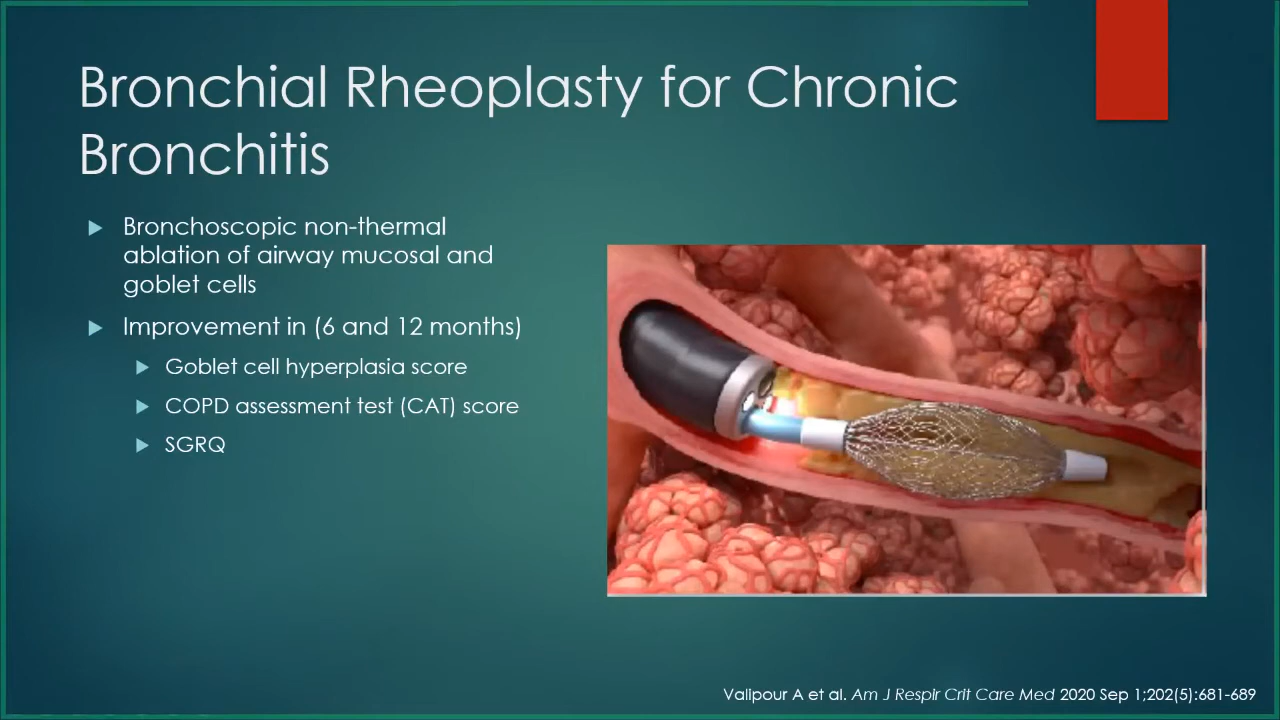 Bronchial Rheoplasty for Chronic
Bronchitis
Bronchoscopic non-thermal
ablation of airway mucosal and
goblet cells
Improvement in (6 and 12 months)
Goblet cell hyperplasia score
COPD assessment test (CAT) score
SGRQ
Valipour A et al. Am J Respir Crit Care Med 2020 Sep 1;202(5):681-689